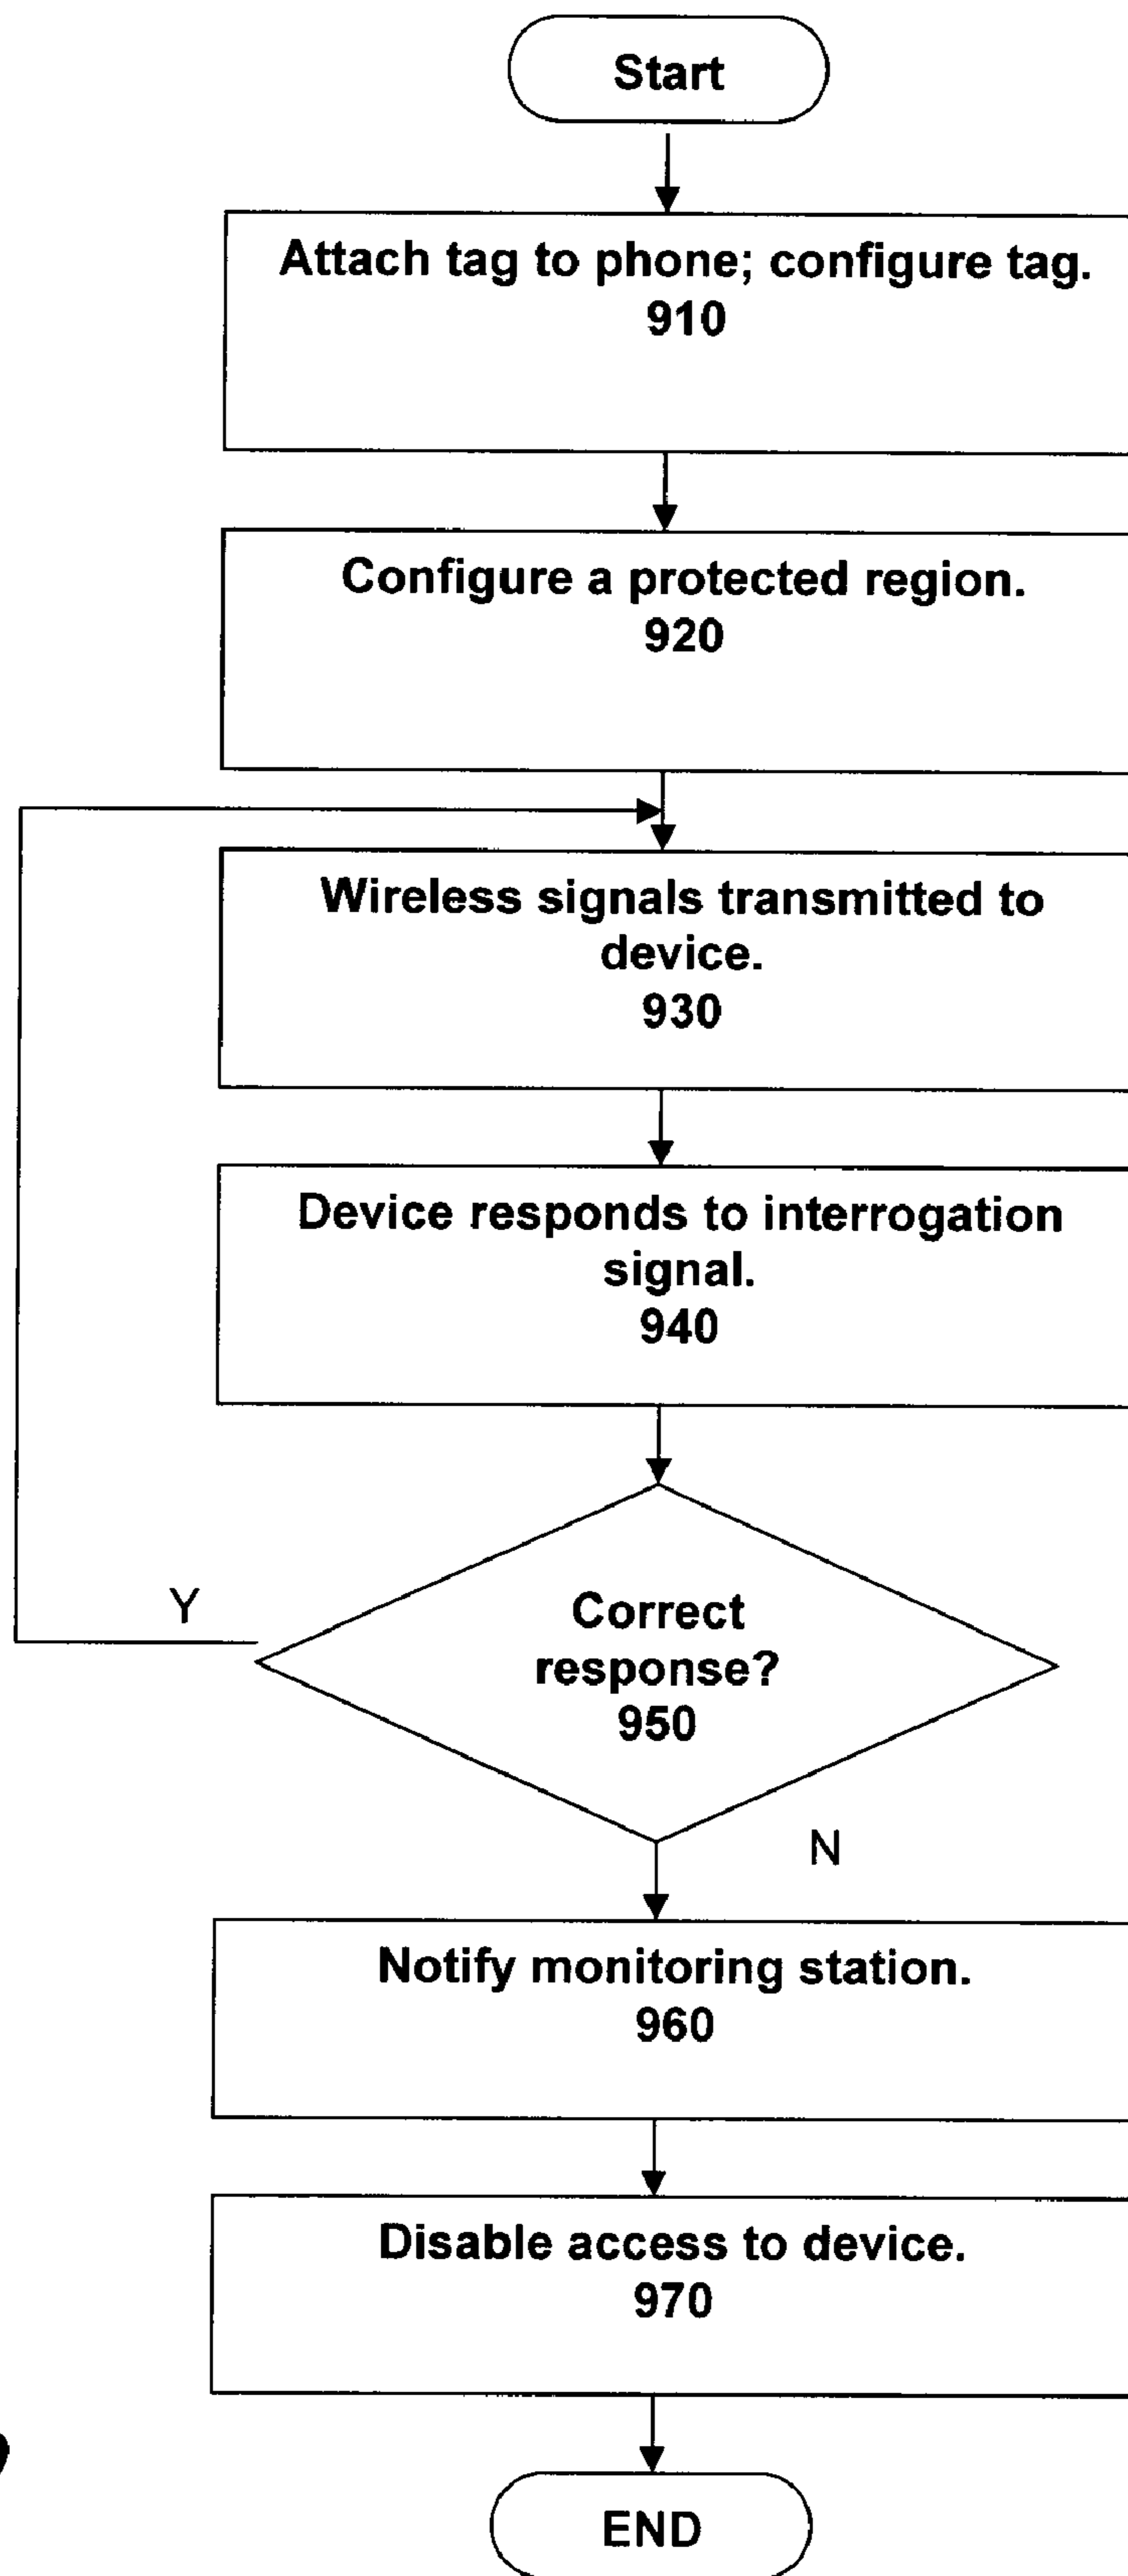 Start
Attach tag to phone; configure tag.
910
Configure a protected region.
920
Wireless signals transmitted to
device.
930
Device responds to interrogation
signal.
940
Y
Correct
response?
950
N
Notify monitoring station.
960
Disable access to device.
970
END